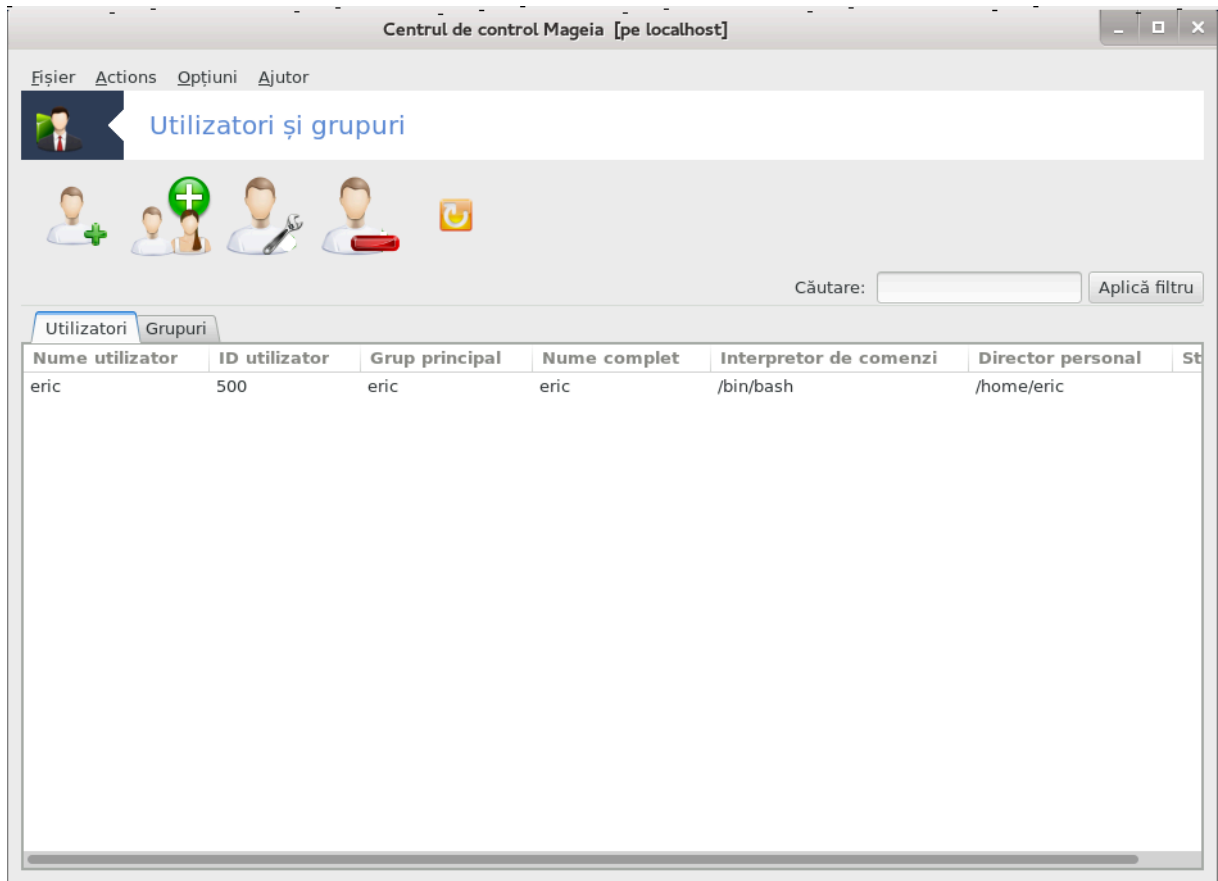 Centrul de control Mageia [pe localhost]
Fișier Actions Opțiuni Ajutor
Utilizatori și grupuri
Căutare: Aplică filtru
Utilizatori Grupuri
Nume utilizator ID utilizator Grup principal Nume complet Interpretor de comenzi Director personal St
eric 500 eric eric /bin/bash /home/eric